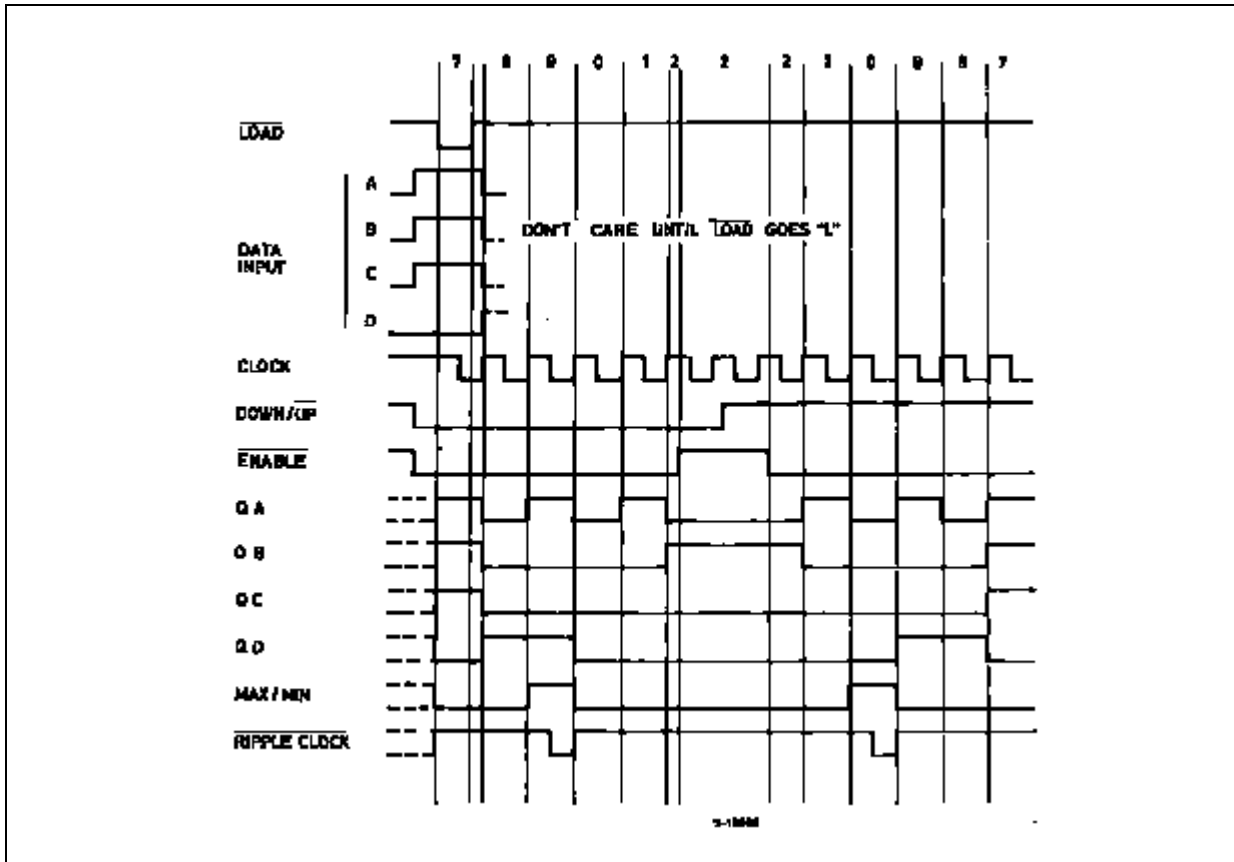 7 8 9 0 1 2 2 2 1 0 9 8 7
LOAD
A
B
DON'T CARE UNTIL LOAD GOES "L"
DATA
INPUT
C
D
CLOCK
DOWN/UP
ENABLE
Q A
Q B
Q C
Q D
MAX / MIN
RIPPLE CLOCK